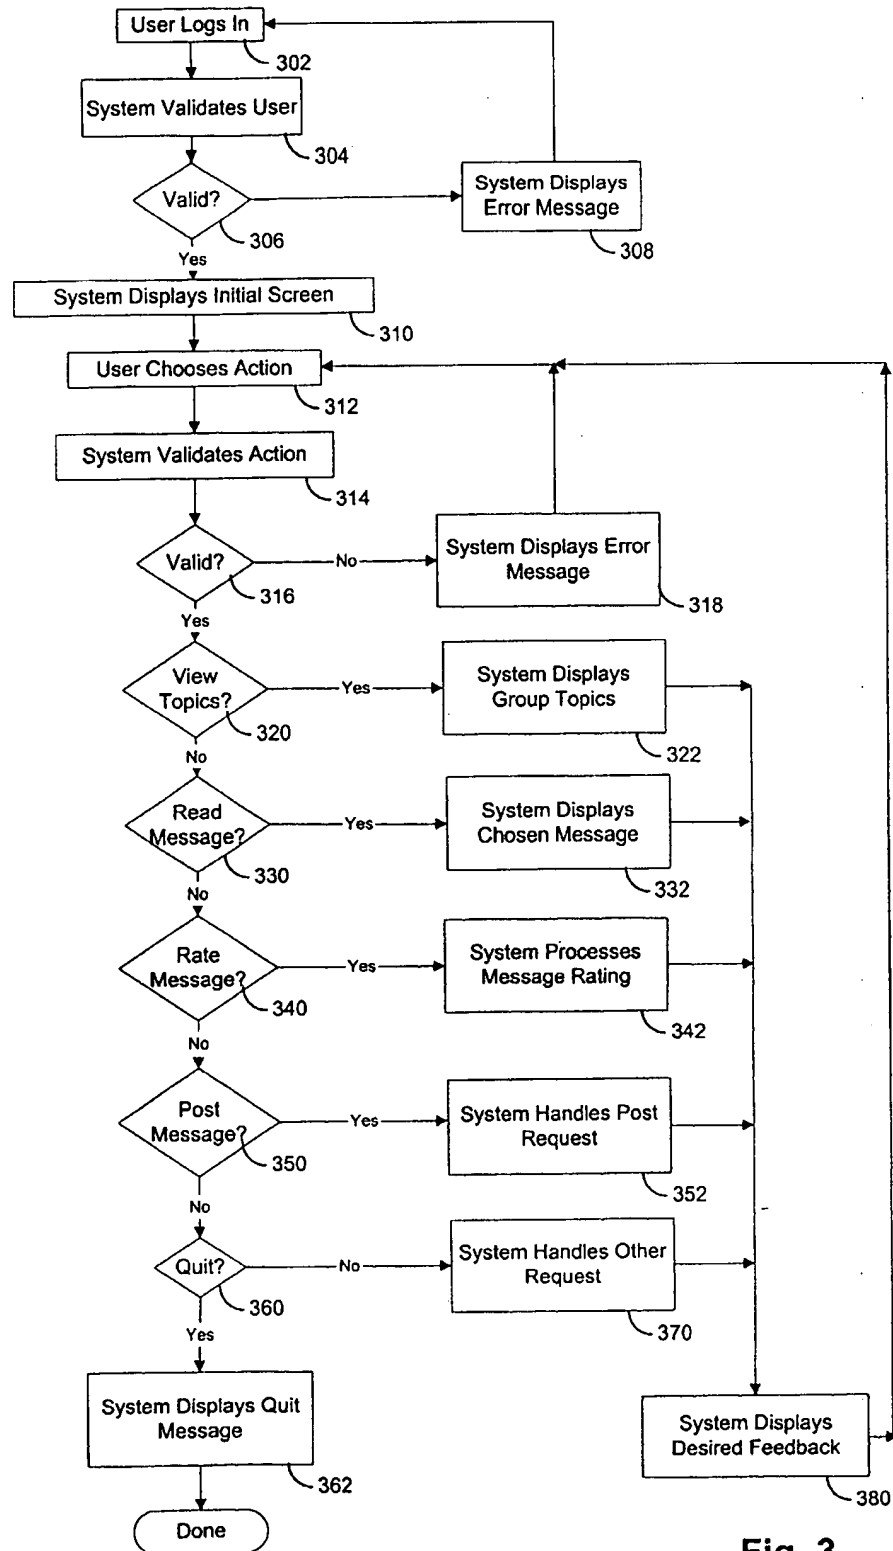 User Logs In
302
System Validates User
304
Valid?
306
System Displays
Error Message
308
Yes
System Displays Initial Screen
310
User Chooses Action
312
System Validates Action
314
Valid?
316
No
System Displays Error
Message
318
Yes
View
Topics?
320
Yes
System Displays
Group Topics
322
No
Read
Message?
330
Yes
System Displays
Chosen Message
332
No
Rate
Message?
340
Yes
System Processes
Message Rating
342
No
Post
Message?
350
Yes
System Handles Post
Request
352
No
Quit?
360
No
System Handles Other
Request
370
Yes
System Displays Quit
Message
362
System Displays
Desired Feedback
380
Done
Fig.